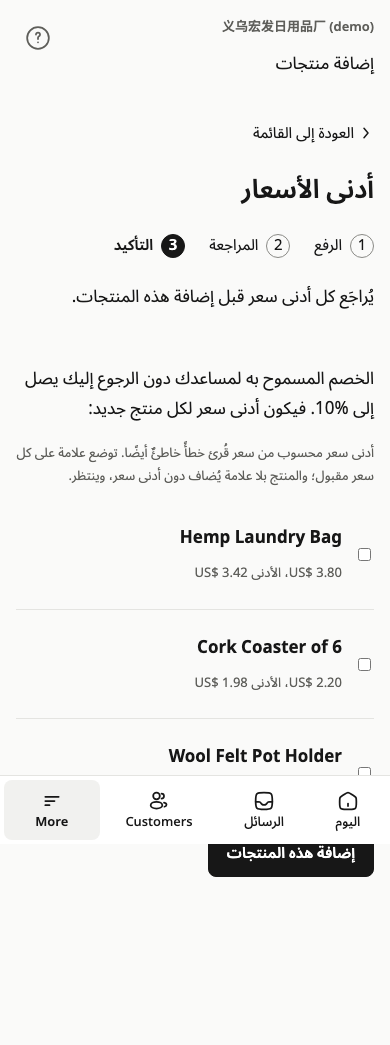 义乌宏发日用品厂 (demo)
إضافة منتجات
العودة إلى القائمة
أدنى الأسعار
1 الرفع 2 المراجعة 3 التأكيد
يُراجَع كل أدنى سعر قبل إضافة هذه المنتجات.
الخصم المسموح به لمساعدك دون الرجوع إليك يصل
إلى 10%. فيكون أدنى سعر لكل منتج جديد:
أدنى سعر محسوب من سعر قُرئ خطأً خاطئٌ أيضًا. توضع علامة على كل
سعر مقبول؛ والمنتج بلا علامة يُضاف دون أدنى سعر، وينتظر.
Hemp Laundry Bag
US$ 3.80، الأدنى US$ 3.42
Cork Coaster of 6
US$ 2.20، الأدنى US$ 1.98
Wool Felt Pot Holder
اليوم
الرسائل
Customers
More
إضافة هذه المنتجات